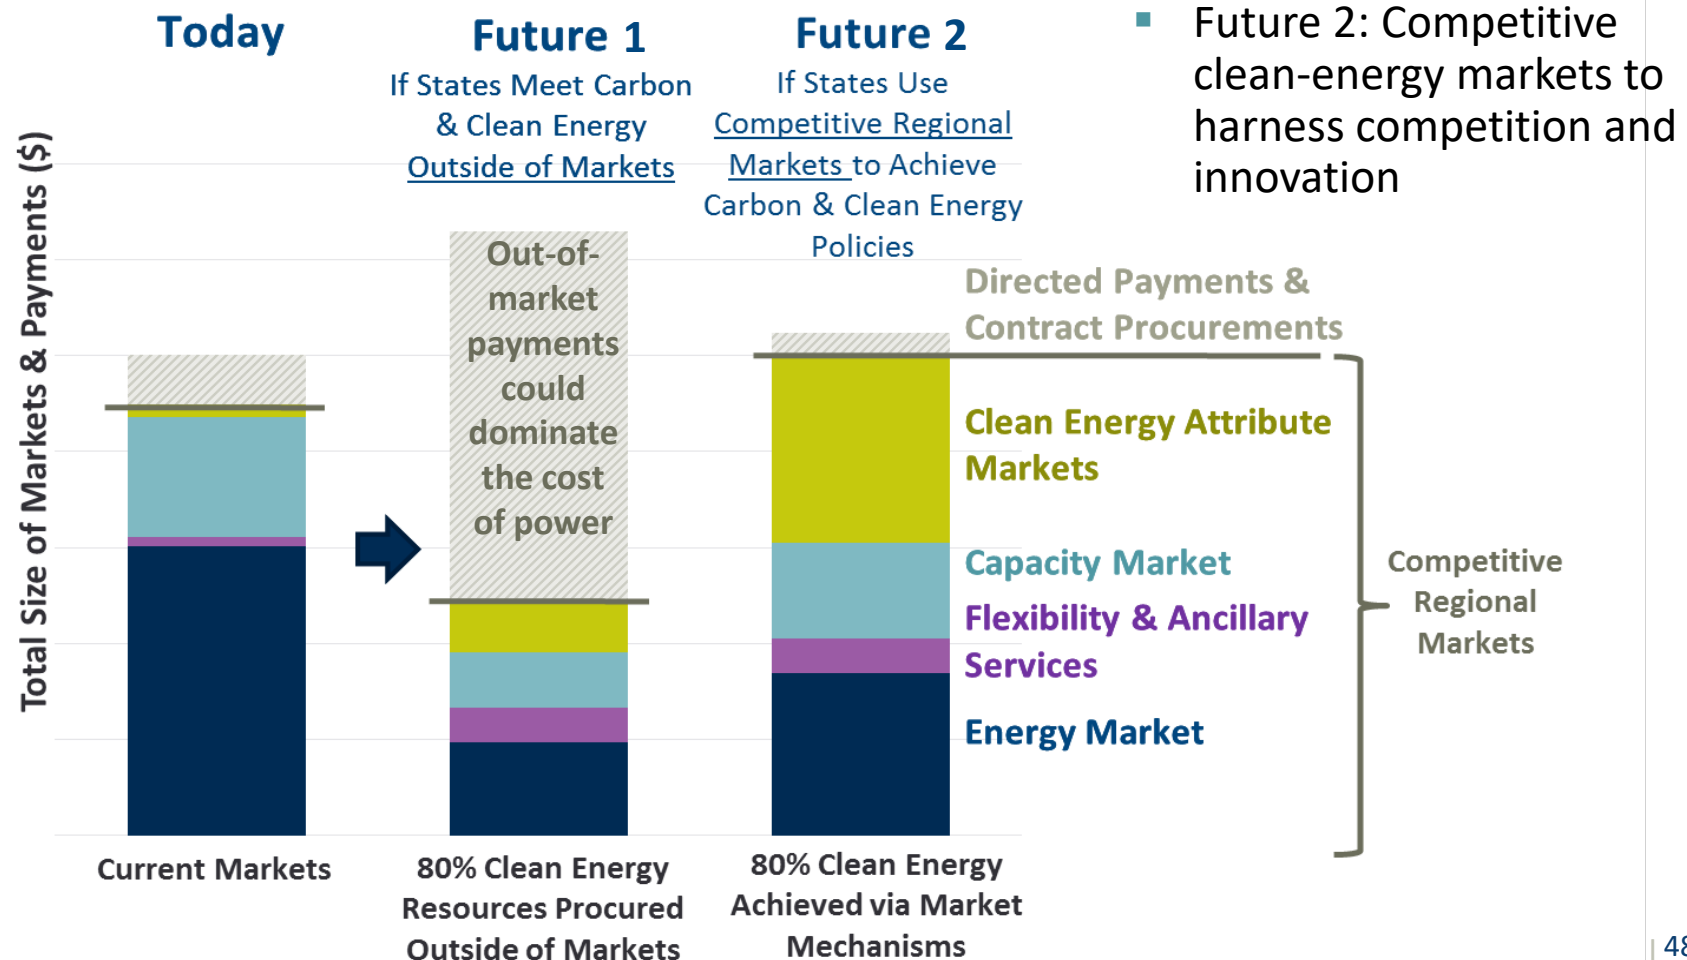 Today
Future 1
If States Meet Carbon
& Clean Energy
Outside of Markets
Future 2
If States Use
Competitive Regional
Markets to Achieve
Carbon & Clean Energy
Policies
▪ Future 2: Competitive
clean-energy markets to
harness competition and
innovation
Total Size of Markets & Payments ($)
Out-of-
market
payments
could
dominate
the cost
of power
Directed Payments &
Contract Procurements
Clean Energy Attribute
Markets
Capacity Market
Flexibility & Ancillary
Services
Energy Market
Competitive
Regional
Markets
Current Markets
80% Clean Energy
Resources Procured
Outside of Markets
80% Clean Energy
Achieved via Market
Mechanisms
| 48